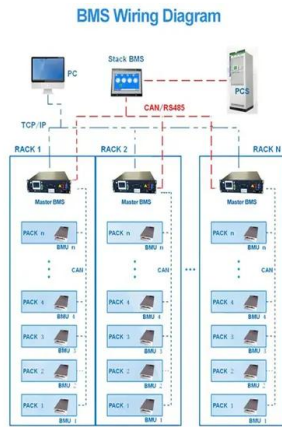 BMS Wiring Diagram
PC
Stack BMS
PCS
CAN/RS485
TCP/IP
RACK 1
RACK 2
RACK N
Master BMS
Master BMS
Master BMS
PACK n
BMU n
PACK n
BMU n
PACK n
BMU n
CAN
CAN
CAN
PACK 4
BMU 4
PACK 4
BMU 4
PACK 4
BMU 4
PACK 3
BMU 3
PACK 3
BMU 3
PACK 3
BMU 3
PACK 2
BMU 2
PACK 2
BMU 2
PACK 2
BMU 2
PACK 1
BMU 1
PACK 1
BMU 1
PACK 1
BMU 1